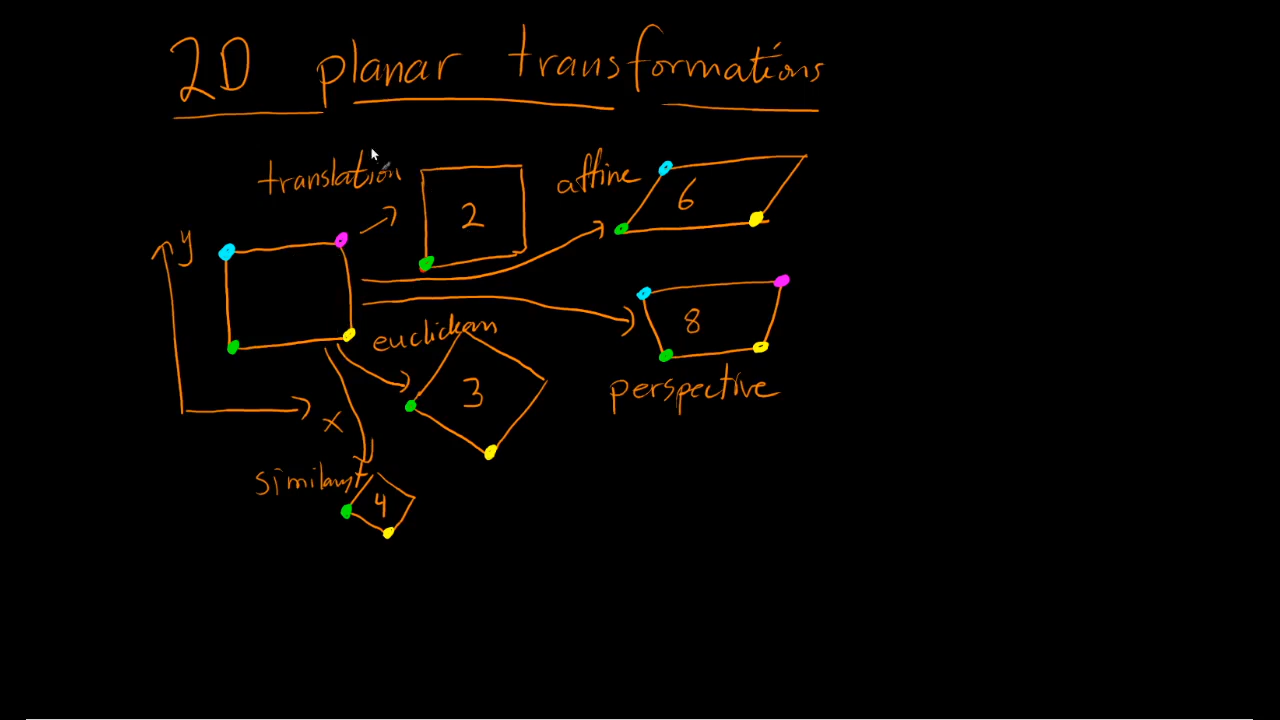 2D planar transformations
translation
affine
2
6
y
8
euclidean
3
perspective
x
similarity
4